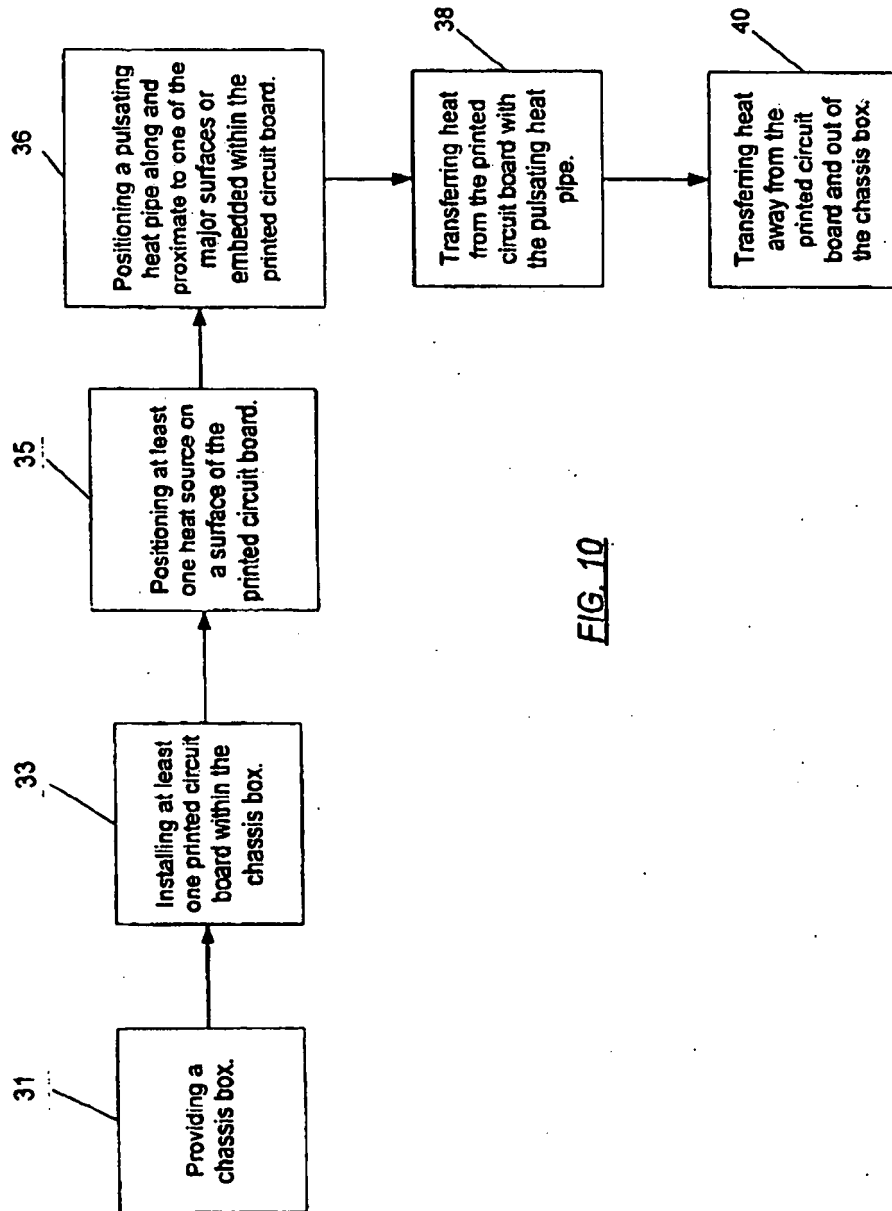 31
Providing a
chassis box.
33
Installing at least
one printed circuit
board within the
chassis box.
35
Positioning at least
one heat source on
a surface of the
printed circuit board.
36
Positioning a pulsating
heat pipe along and
proximate to one of the
major surfaces or
embedded within the
printed circuit board.
38
Transferring heat
from the printed
circuit board with
the pulsating heat
pipe.
40
Transferring heat
away from the
printed circuit
board and out of
the chassis box.
FIG. 10